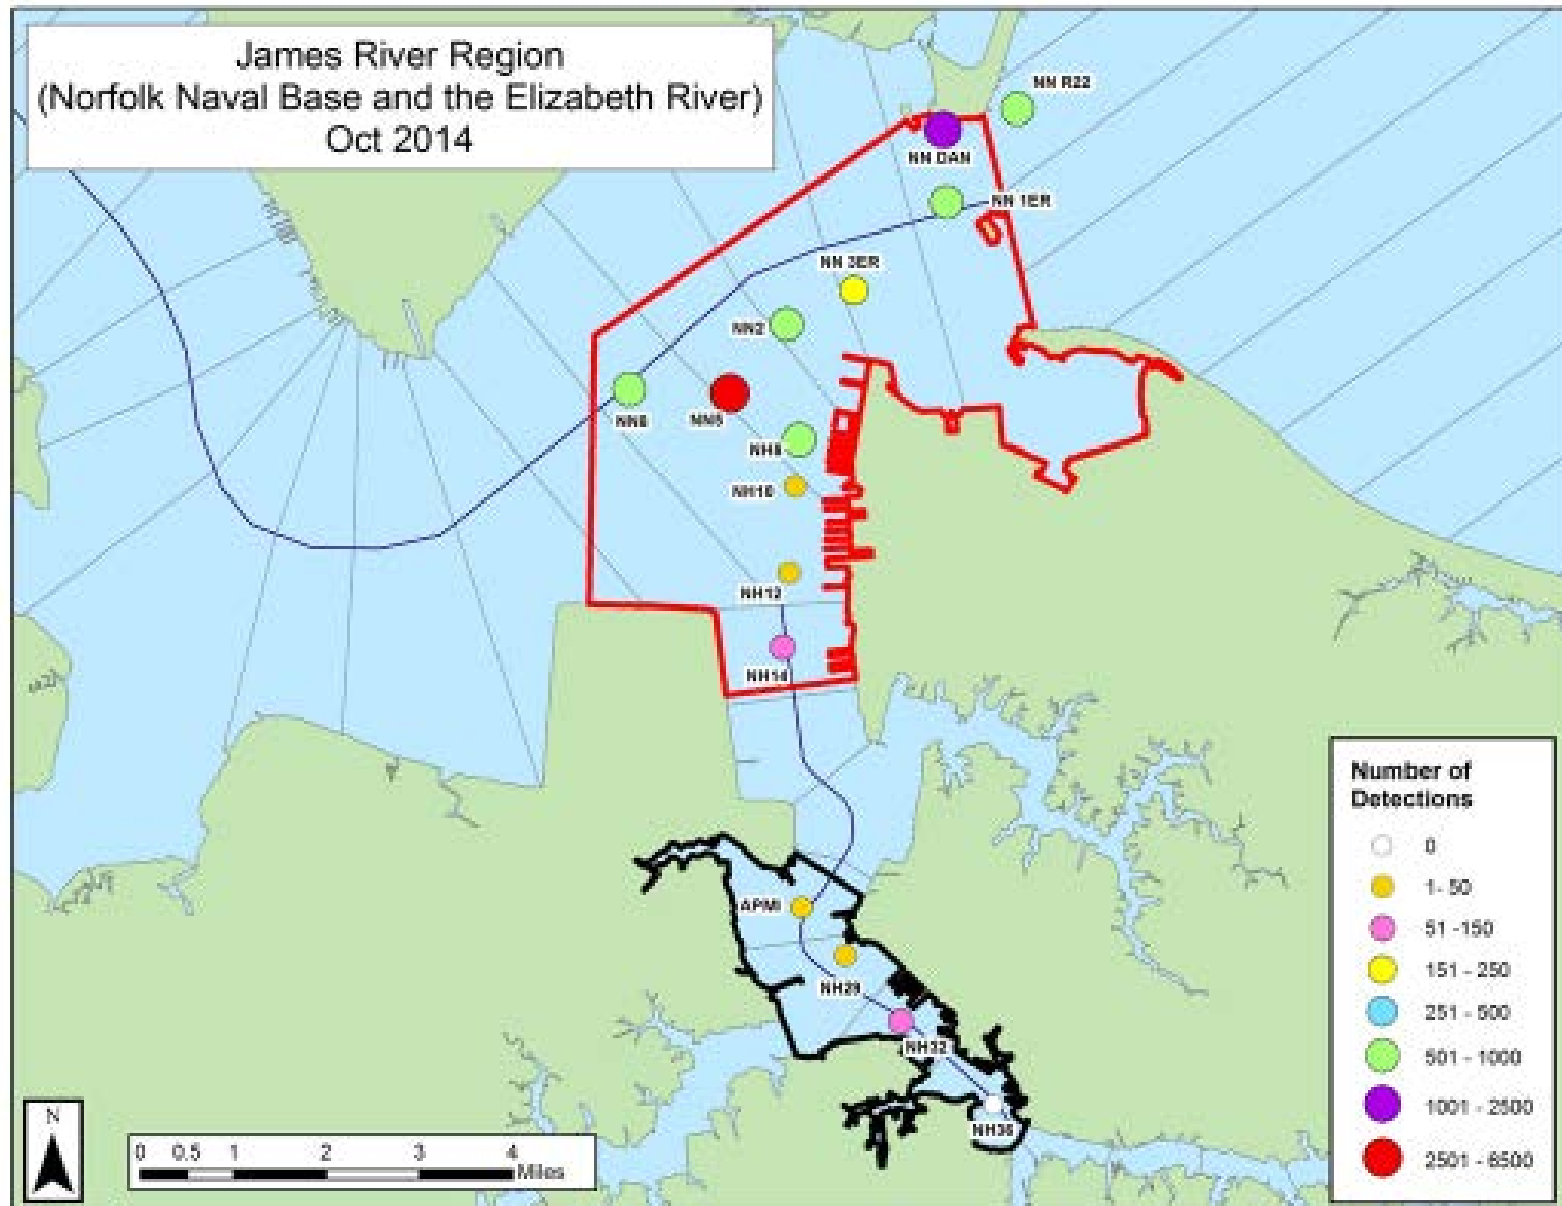 James River Region
(Norfolk Naval Base and the Elizabeth River)
Oct 2014
NN R22
NN DAN
NN 1ER
NN 3ER
NN2
NN5
NH8
NH10
NH12
NH14
APMI
NH29
NH32
NH36
Number of
Detections
0
1- 50
51 -150
151 - 250
251 - 500
501 - 1000
1001 - 2500
2501 - 6500
N
0 0.5 1 2 3 4
Miles